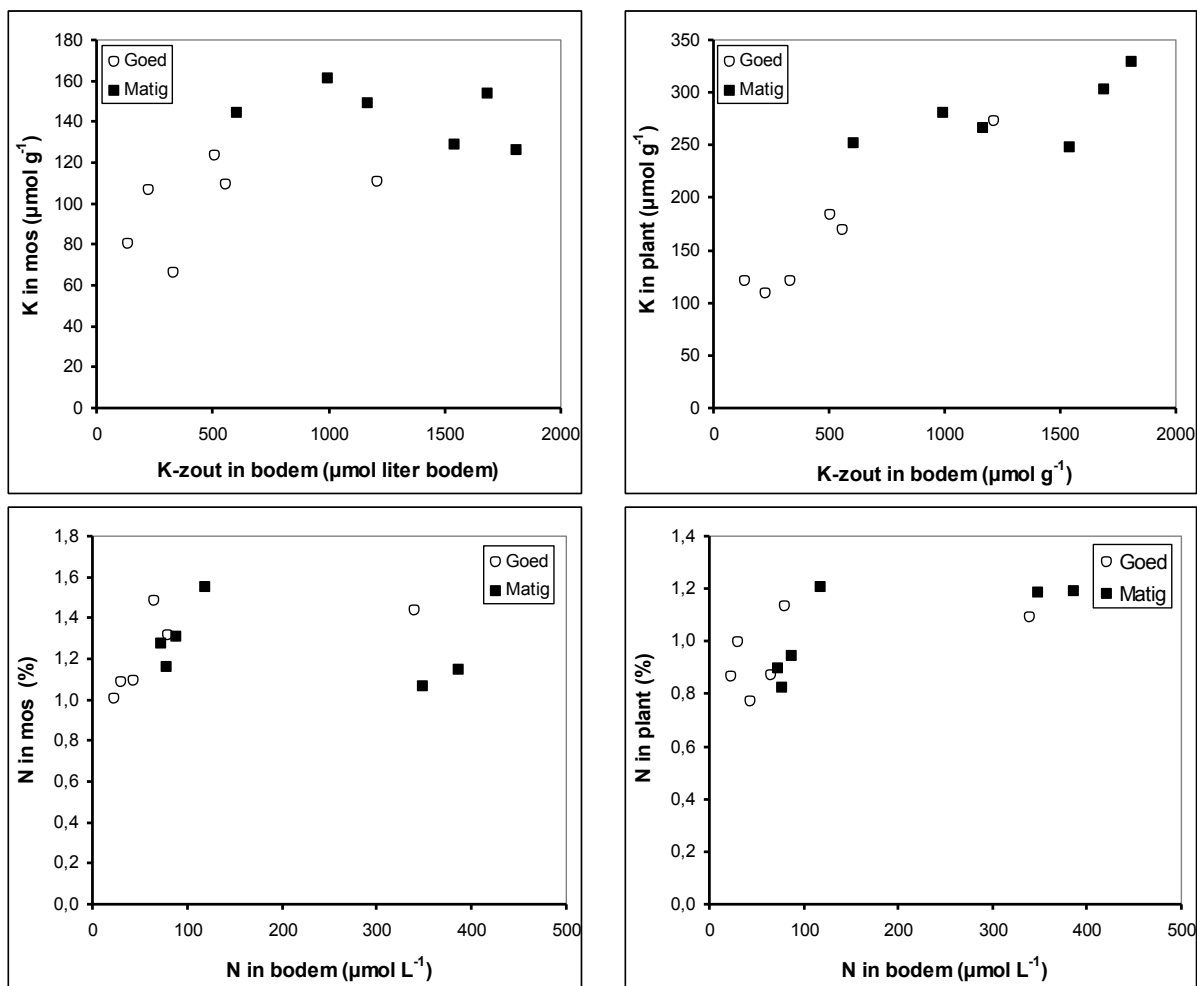 180
160
140
120
100
80
60
40
20
0
K in mos (µmol g⁻¹)
Goed
Matig
0 500 1000 1500 2000
K-zout in bodem (µmol liter bodem)
350
300
250
200
150
100
50
0
K in plant (µmol g⁻¹)
Goed
Matig
0 500 1000 1500 2000
K-zout in bodem (µmol g⁻¹)
1,8
1,6
1,4
1,2
1,0
0,8
0,6
0,4
0,2
0,0
N in mos (%)
Goed
Matig
0 100 200 300 400 500
N in bodem (µmol L⁻¹)
1,4
1,2
1,0
0,8
0,6
0,4
0,2
0,0
N in plant (%)
Goed
Matig
0 100 200 300 400 500
N in bodem (µmol L⁻¹)